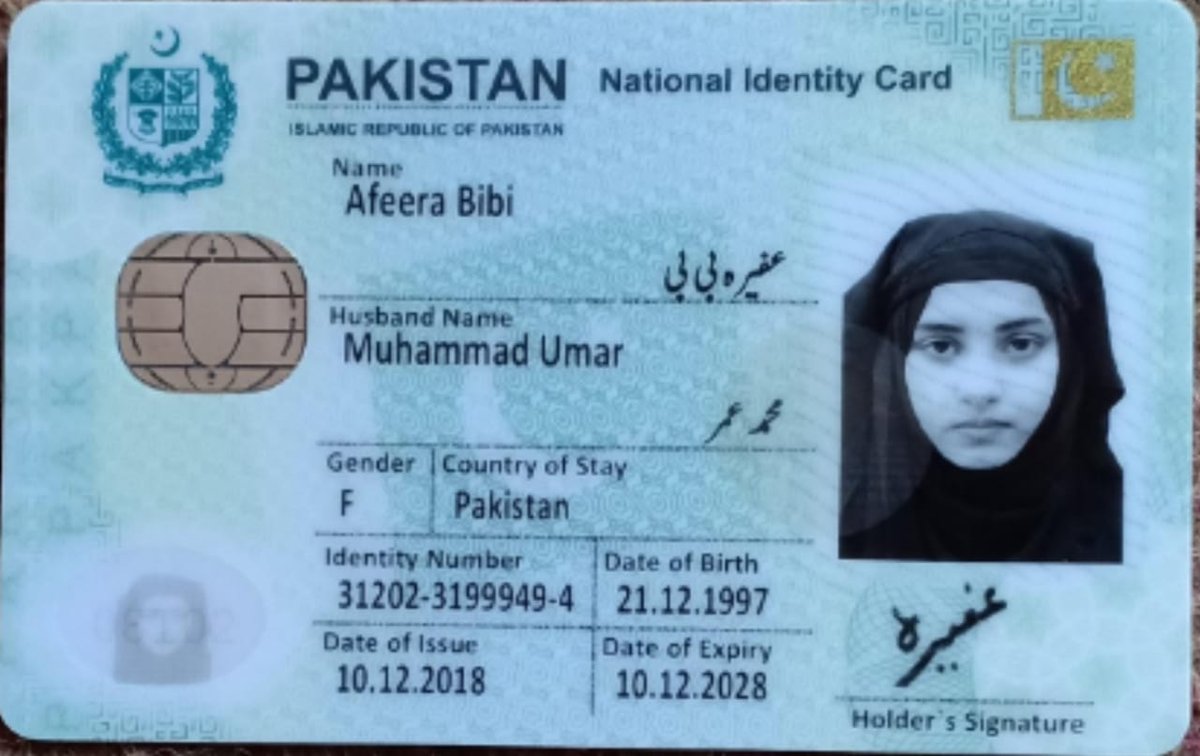 PAKISTAN National Identity Card
ISLAMIC REPUBLIC OF PAKISTAN
Name
Afeera Bibi
عفیرہ بی بی
Husband Name
Muhammad Umar
محمد عمر
Gender Country of Stay
F Pakistan
Identity Number Date of Birth
31202-3199949-4 21.12.1997
Date of Issue Date of Expiry
10.12.2018 10.12.2028
عفیرہ
Holder`s Signature